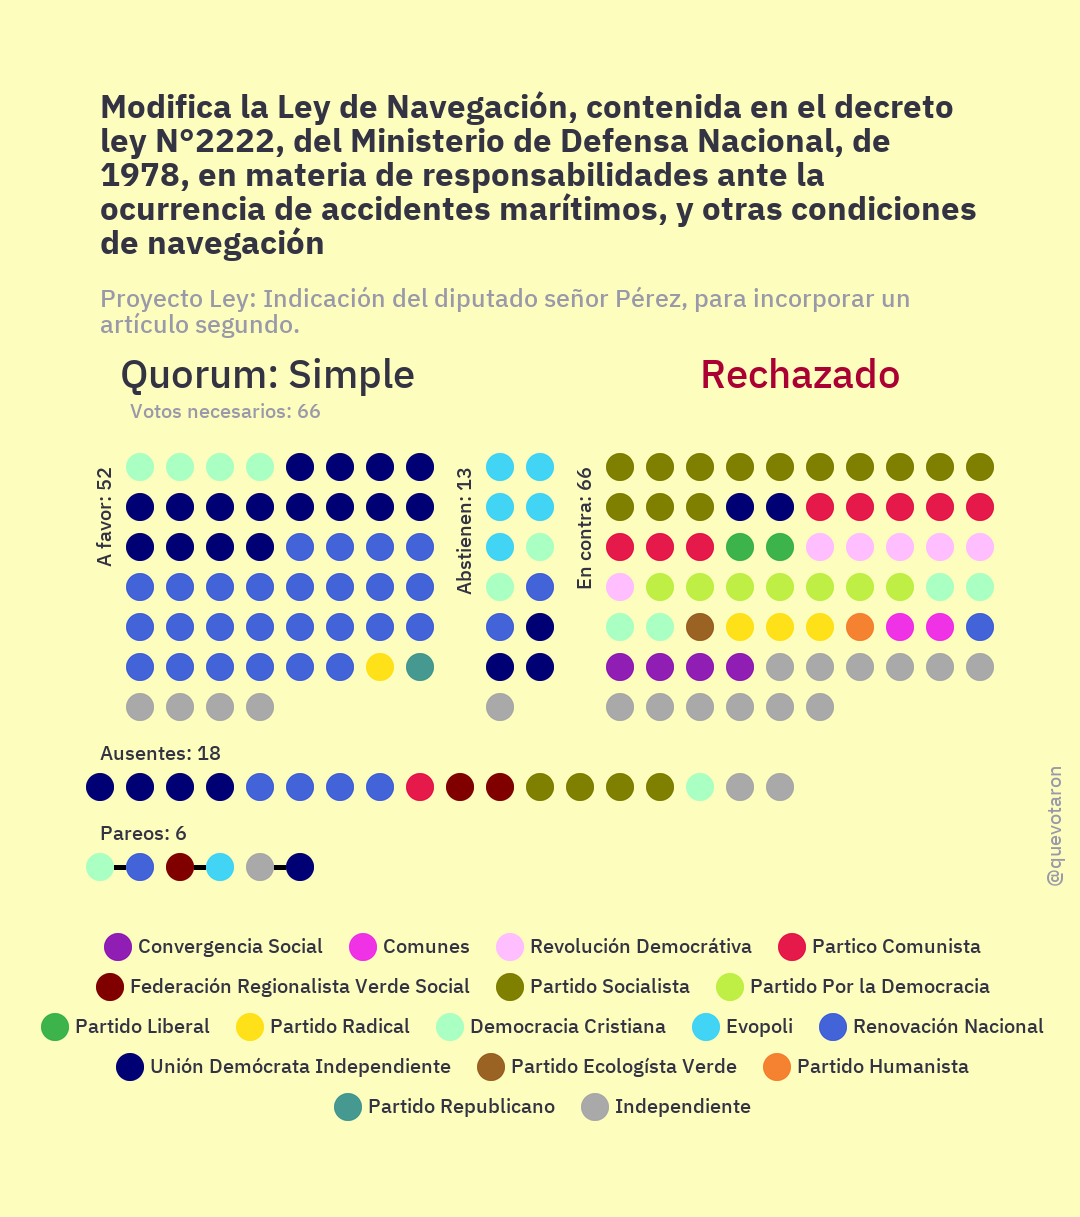 Modifica la Ley de Navegación, contenida en el decreto
ley N°2222, del Ministerio de Defensa Nacional, de
1978, en materia de responsabilidades ante la
ocurrencia de accidentes marítimos, y otras condiciones
de navegación
Proyecto Ley: Indicación del diputado señor Pérez, para incorporar un
artículo segundo.
Quorum: Simple
Votos necesarios: 66
Rechazado
A favor: 52
Abstienen: 13
En contra: 66
Ausentes: 18
Pareos: 6
@quevotaron
Convergencia Social
Comunes
Revolución Democrátiva
Partico Comunista
Federación Regionalista Verde Social
Partido Socialista
Partido Por la Democracia
Partido Liberal
Partido Radical
Democracia Cristiana
Evopoli
Renovación Nacional
Unión Demócrata Independiente
Partido Ecologísta Verde
Partido Humanista
Partido Republicano
Independiente